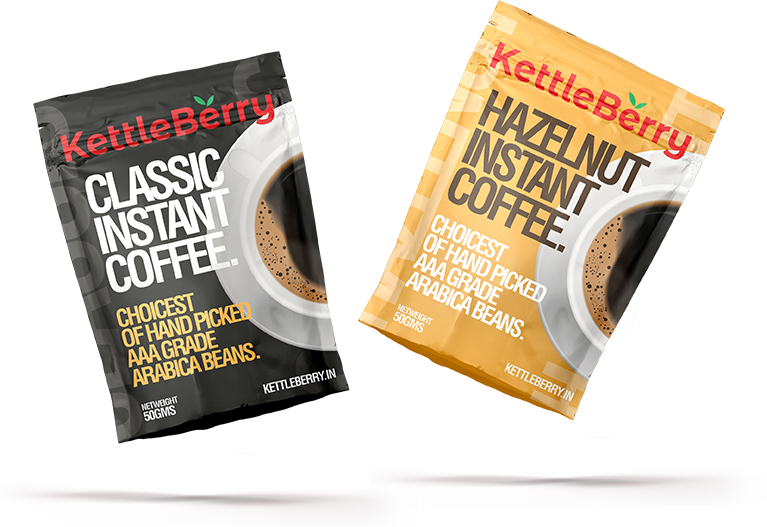 KettleBerry
CLASSIC
INSTANT
COFFEE.
CHOICEST
OF HAND PICKED
AAA GRADE
ARABICA BEANS.
NETWEIGHT
50GMS
KETTLEBERRY.IN
KettleBerry
HAZELNUT
INSTANT
COFFEE.
CHOICEST
OF HAND PICKED
AAA GRADE
ARABICA BEANS.
NETWEIGHT
50GMS
KETTLEBERRY.IN